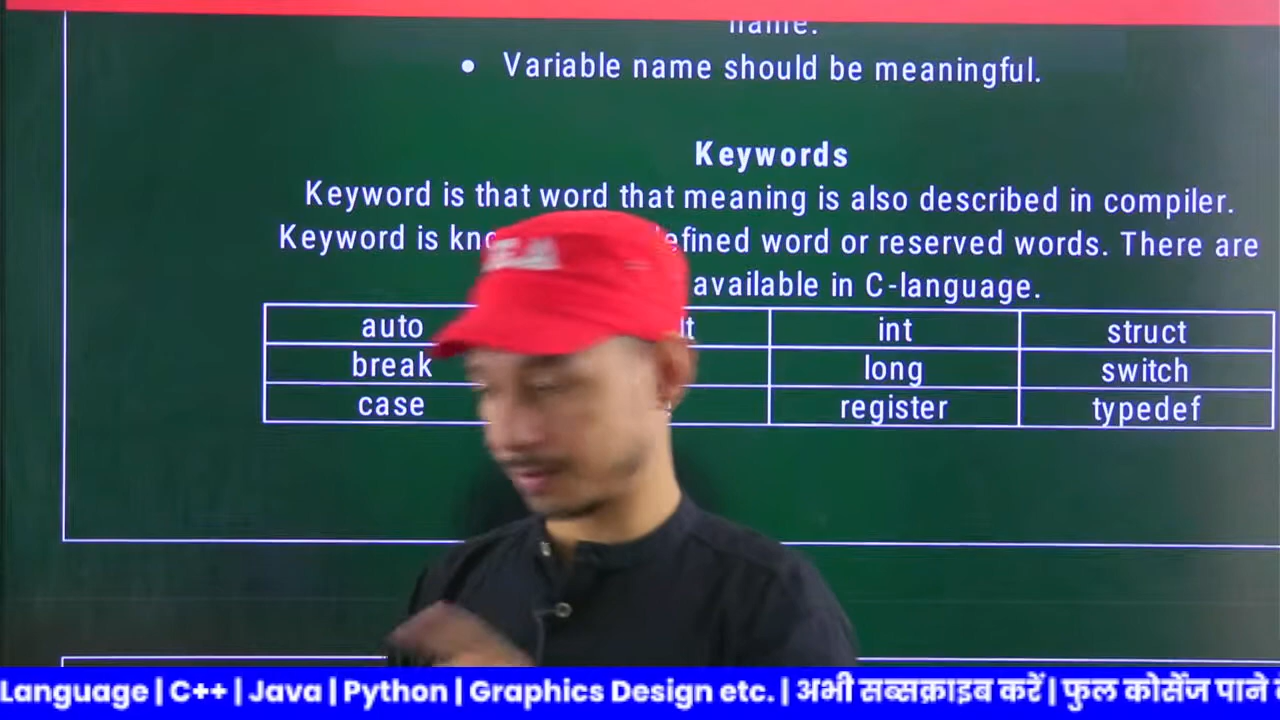 name.
• Variable name should be meaningful.
Keywords
Keyword is that word that meaning is also described in compiler.
Keyword is word or reserved words. There are
available in C-language.
auto int struct
break long switch
case register typedef
Language | C++ | Java | Python | Graphics Design etc. | अभी सब्सक्राइब करें | फुल कोर्सेज पाने